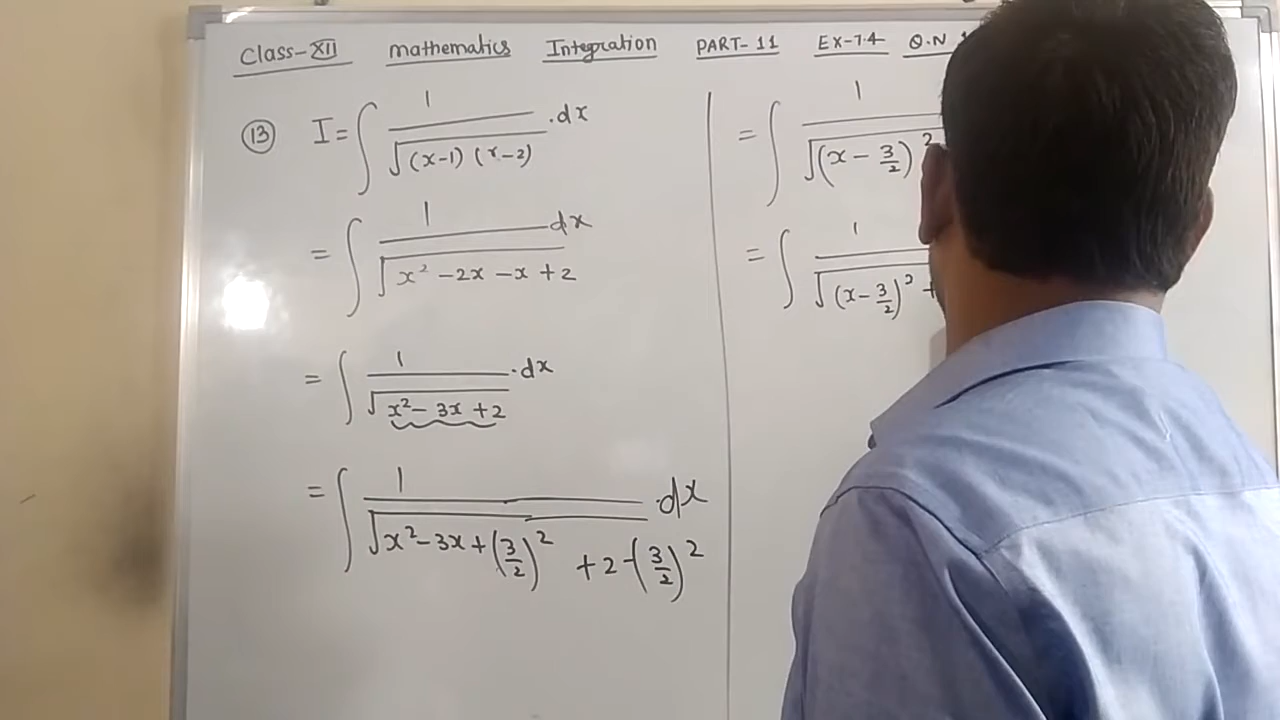 Class-XII mathematics Integration PART-11 EX-7.4 Q.N
(13) I = ∫ 1/√((x-1)(x-2)) .dx
= ∫ 1/√(x² -2x -x +2) dx
= ∫ 1/√(x² - 3x +2) .dx
= ∫ 1/√(x² - 3x + (3/2)² + 2 - (3/2)²) .dx
= ∫ 1/√((x - 3/2)²
= ∫ 1/√((x - 3/2)² +